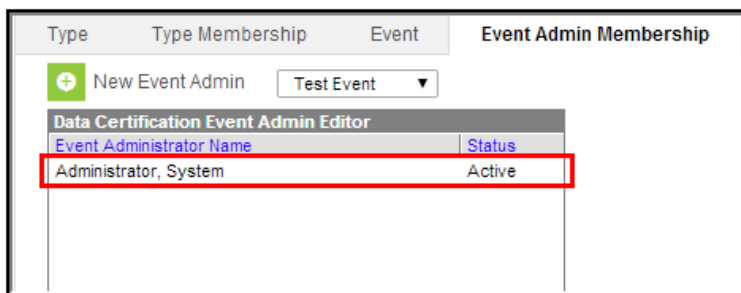 Type Type Membership Event Event Admin Membership
New Event Admin Test Event
Data Certification Event Admin Editor
Event Administrator Name Status
Administrator, System Active